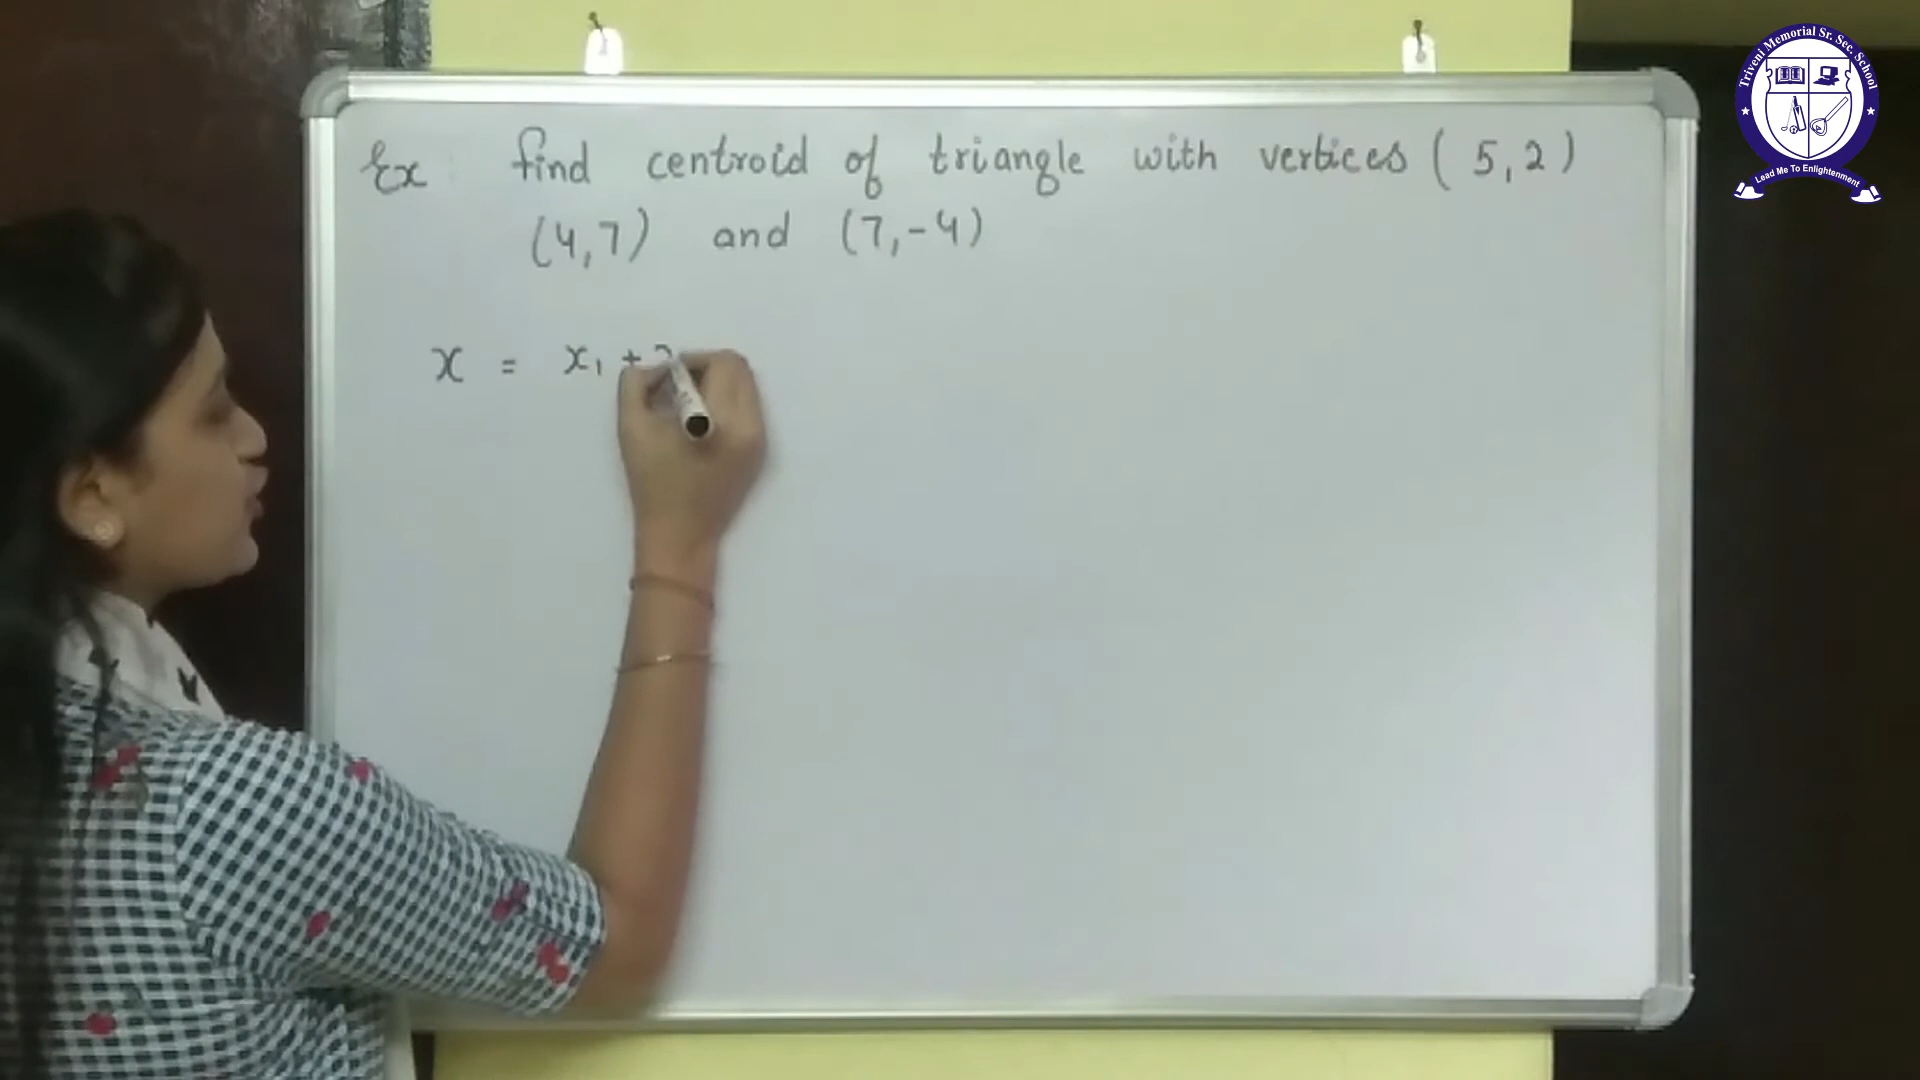 Ex find centroid of triangle with vertices ( 5,2)
(4,7) and (7,-4)
x = x₁ +
Triveni Memorial Sr. Sec. School
Lead Me To Enlightenment